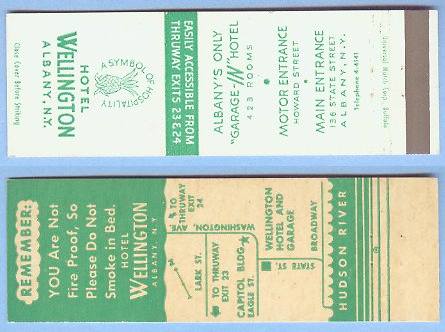 Close Cover Before Striking
HOTEL
WELLINGTON
ALBANY, N.Y.
A SYMBOL OF HOSPITALITY
EASILY ACCESSIBLE FROM
THRUWAY EXITS 23 & 24
ALBANY'S ONLY
"GARAGE-IN" HOTEL
423 ROOMS
MOTOR ENTRANCE
HOWARD STREET
MAIN ENTRANCE
136 STATE STREET
ALBANY, N.Y.
Telephone 4-4141
Universal Match Corp. Buffalo
REMEMBER:
YOU Are Not
Fire Proof, So
Please Do Not
Smoke in Bed.
HOTEL
WELLINGTON
ALBANY, N.Y.
TO
THRUWAY
EXIT
24
WASHINGTON AVE.
LARK ST.
TO THRUWAY
EXIT 23
CAPITOL BLDG
EAGLE ST.
WELLINGTON
HOTEL AND
GARAGE
STATE ST.
BROADWAY
HUDSON RIVER